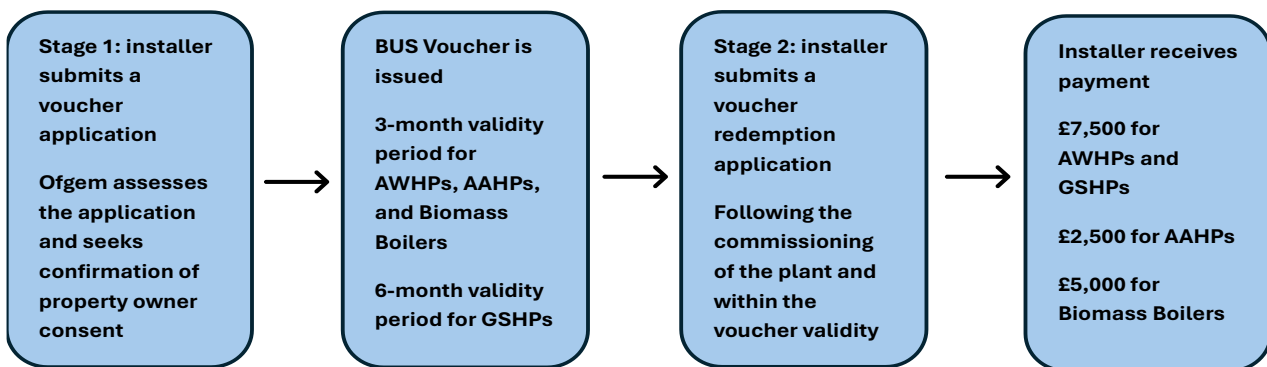 Stage 1: installer
submits a
voucher
application
Ofgem assesses
the application
and seeks
confirmation of
property owner
consent
BUS Voucher is
issued
3-month validity
period for
AWHPs, AAHPs,
and Biomass
Boilers
6-month validity
period for GSHPs
Stage 2: installer
submits a
voucher
redemption
application
Following the
commissioning
of the plant and
within the
voucher validity
Installer receives
payment
£7,500 for
AWHPs and
GSHPs
£2,500 for AAHPs
£5,000 for
Biomass Boilers